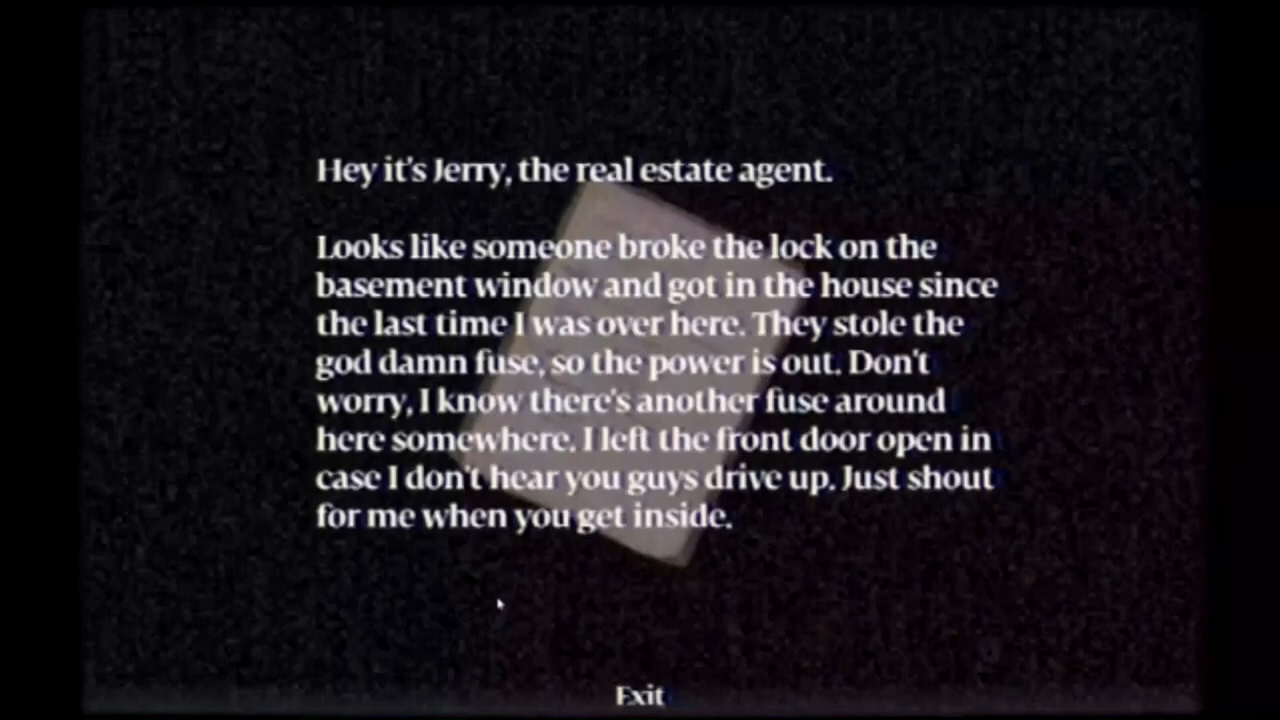 Hey it's Jerry, the real estate agent.
Looks like someone broke the lock on the
basement window and got in the house since
the last time I was over here. They stole the
god damn fuse, so the power is out. Don't
worry, I know there's another fuse around
here somewhere. I left the front door open in
case I don't hear you guys drive up. Just shout
for me when you get inside.
Exit